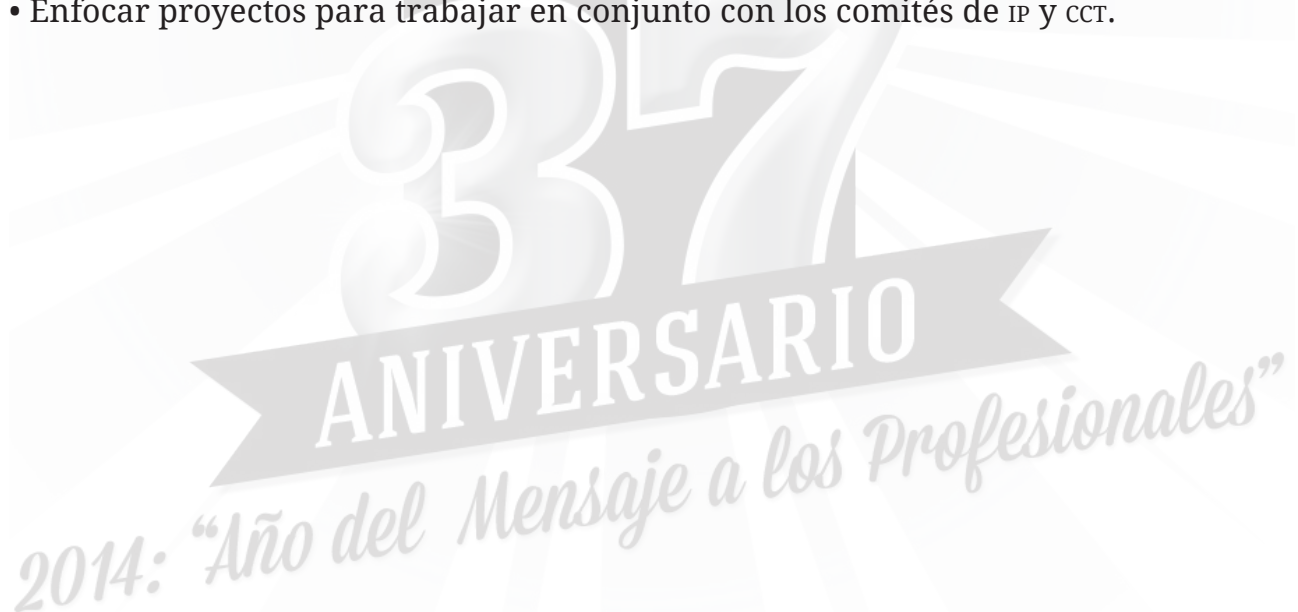 • Enfocar proyectos para trabajar en conjunto con los comités de IP y CCT.
37
ANIVERSARIO
2014: “Año del Mensaje a los Profesionales”